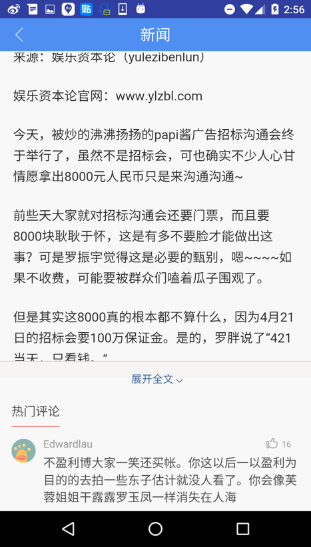 2:56
新闻
来源：娱乐资本论（yulezibenlun）
娱乐资本论官网：www.ylzbl.com
今天，被炒的沸沸扬扬的papi酱广告招标沟通会终
于举行了，虽然不是招标会，可也确实不少人心甘
情愿拿出8000元人民币只是来沟通沟通~
前些天大家就对招标沟通会还要门票，而且要
8000块耿耿于怀，这是有多不要脸才能做出这
事？可是罗振宇觉得这是必要的甄别，嗯~~~~如
果不收费，可能要被群众们嗑着瓜子围观了。
但是其实这8000真的根本都不算什么，因为4月21
日的招标会要100万保证金。是的，罗胖说了“421
当天，只看钱。”
展开全文
热门评论
Edwardlau
16
不盈利博大家一笑还买帐。你这以后一以盈利为
目的的去拍一些东子估计就没人看了。你会像芙
蓉姐姐干露露罗玉凤一样消失在人海